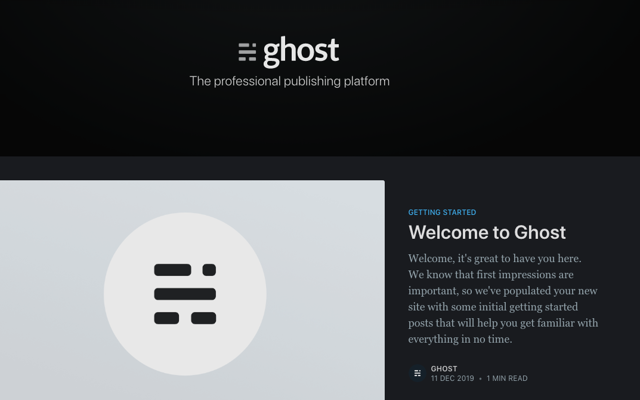 ghost
The professional publishing platform
GETTING STARTED
Welcome to Ghost
Welcome, it's great to have you here.
We know that first impressions are
important, so we've populated your new
site with some initial getting started
posts that will help you get familiar with
everything in no time.
GHOST
11 DEC 2019 • 1 MIN READ